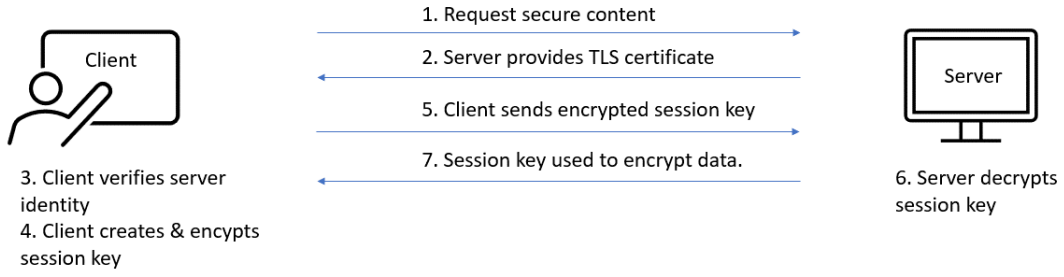 1. Request secure content
Client
2. Server provides TLS certificate
Server
5. Client sends encrypted session key
7. Session key used to encrypt data.
3. Client verifies server
identity
4. Client creates & encypts
session key
6. Server decrypts
session key